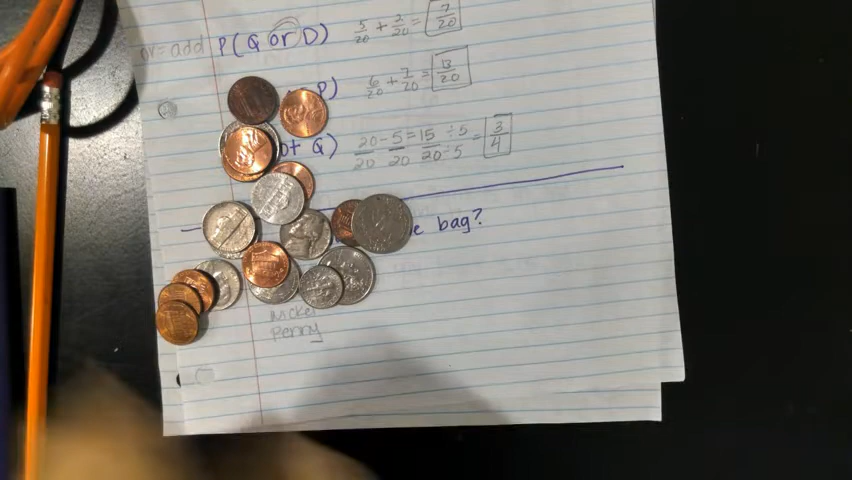 or = add P(Q or D) 5/20 + 2/20 = 7/20
P) 6/20 + 7/20 = 13/20
Q) 20/20 - 5/20 = 15/20 ÷5/÷5 = 3/4
bag?
Nickel
Penny